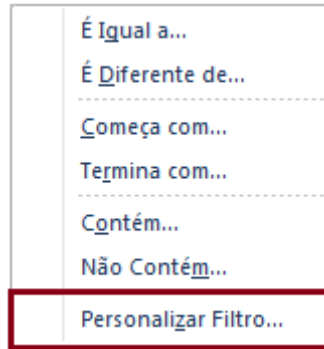 É Igual a...
É Diferente de...
Começa com...
Termina com...
Contém...
Não Contém...
Personalizar Filtro...